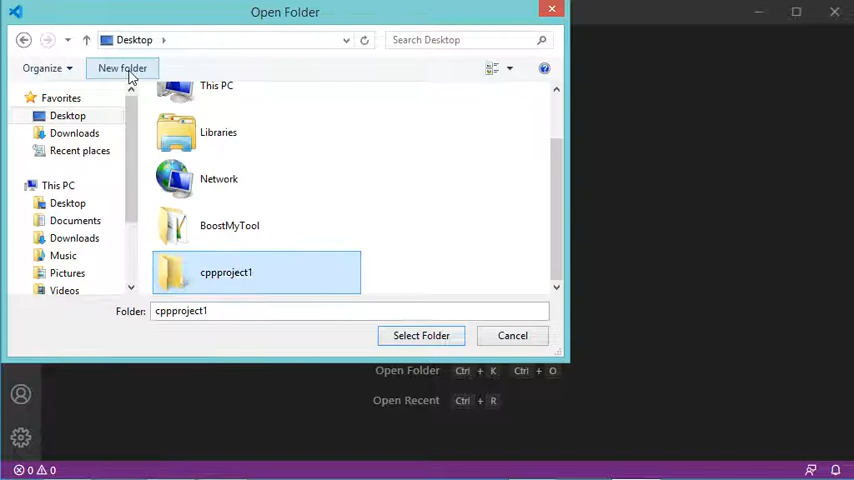 Open Folder
Desktop
Search Desktop
Organize
New folder
Favorites
Desktop
Downloads
Recent places
This PC
Desktop
Documents
Downloads
Music
Pictures
Videos
This PC
Libraries
Network
BoostMyTool
cppproject1
Folder: cppproject1
Select Folder
Cancel
Open Folder Ctrl + K Ctrl + O
Open Recent Ctrl + R
0 0